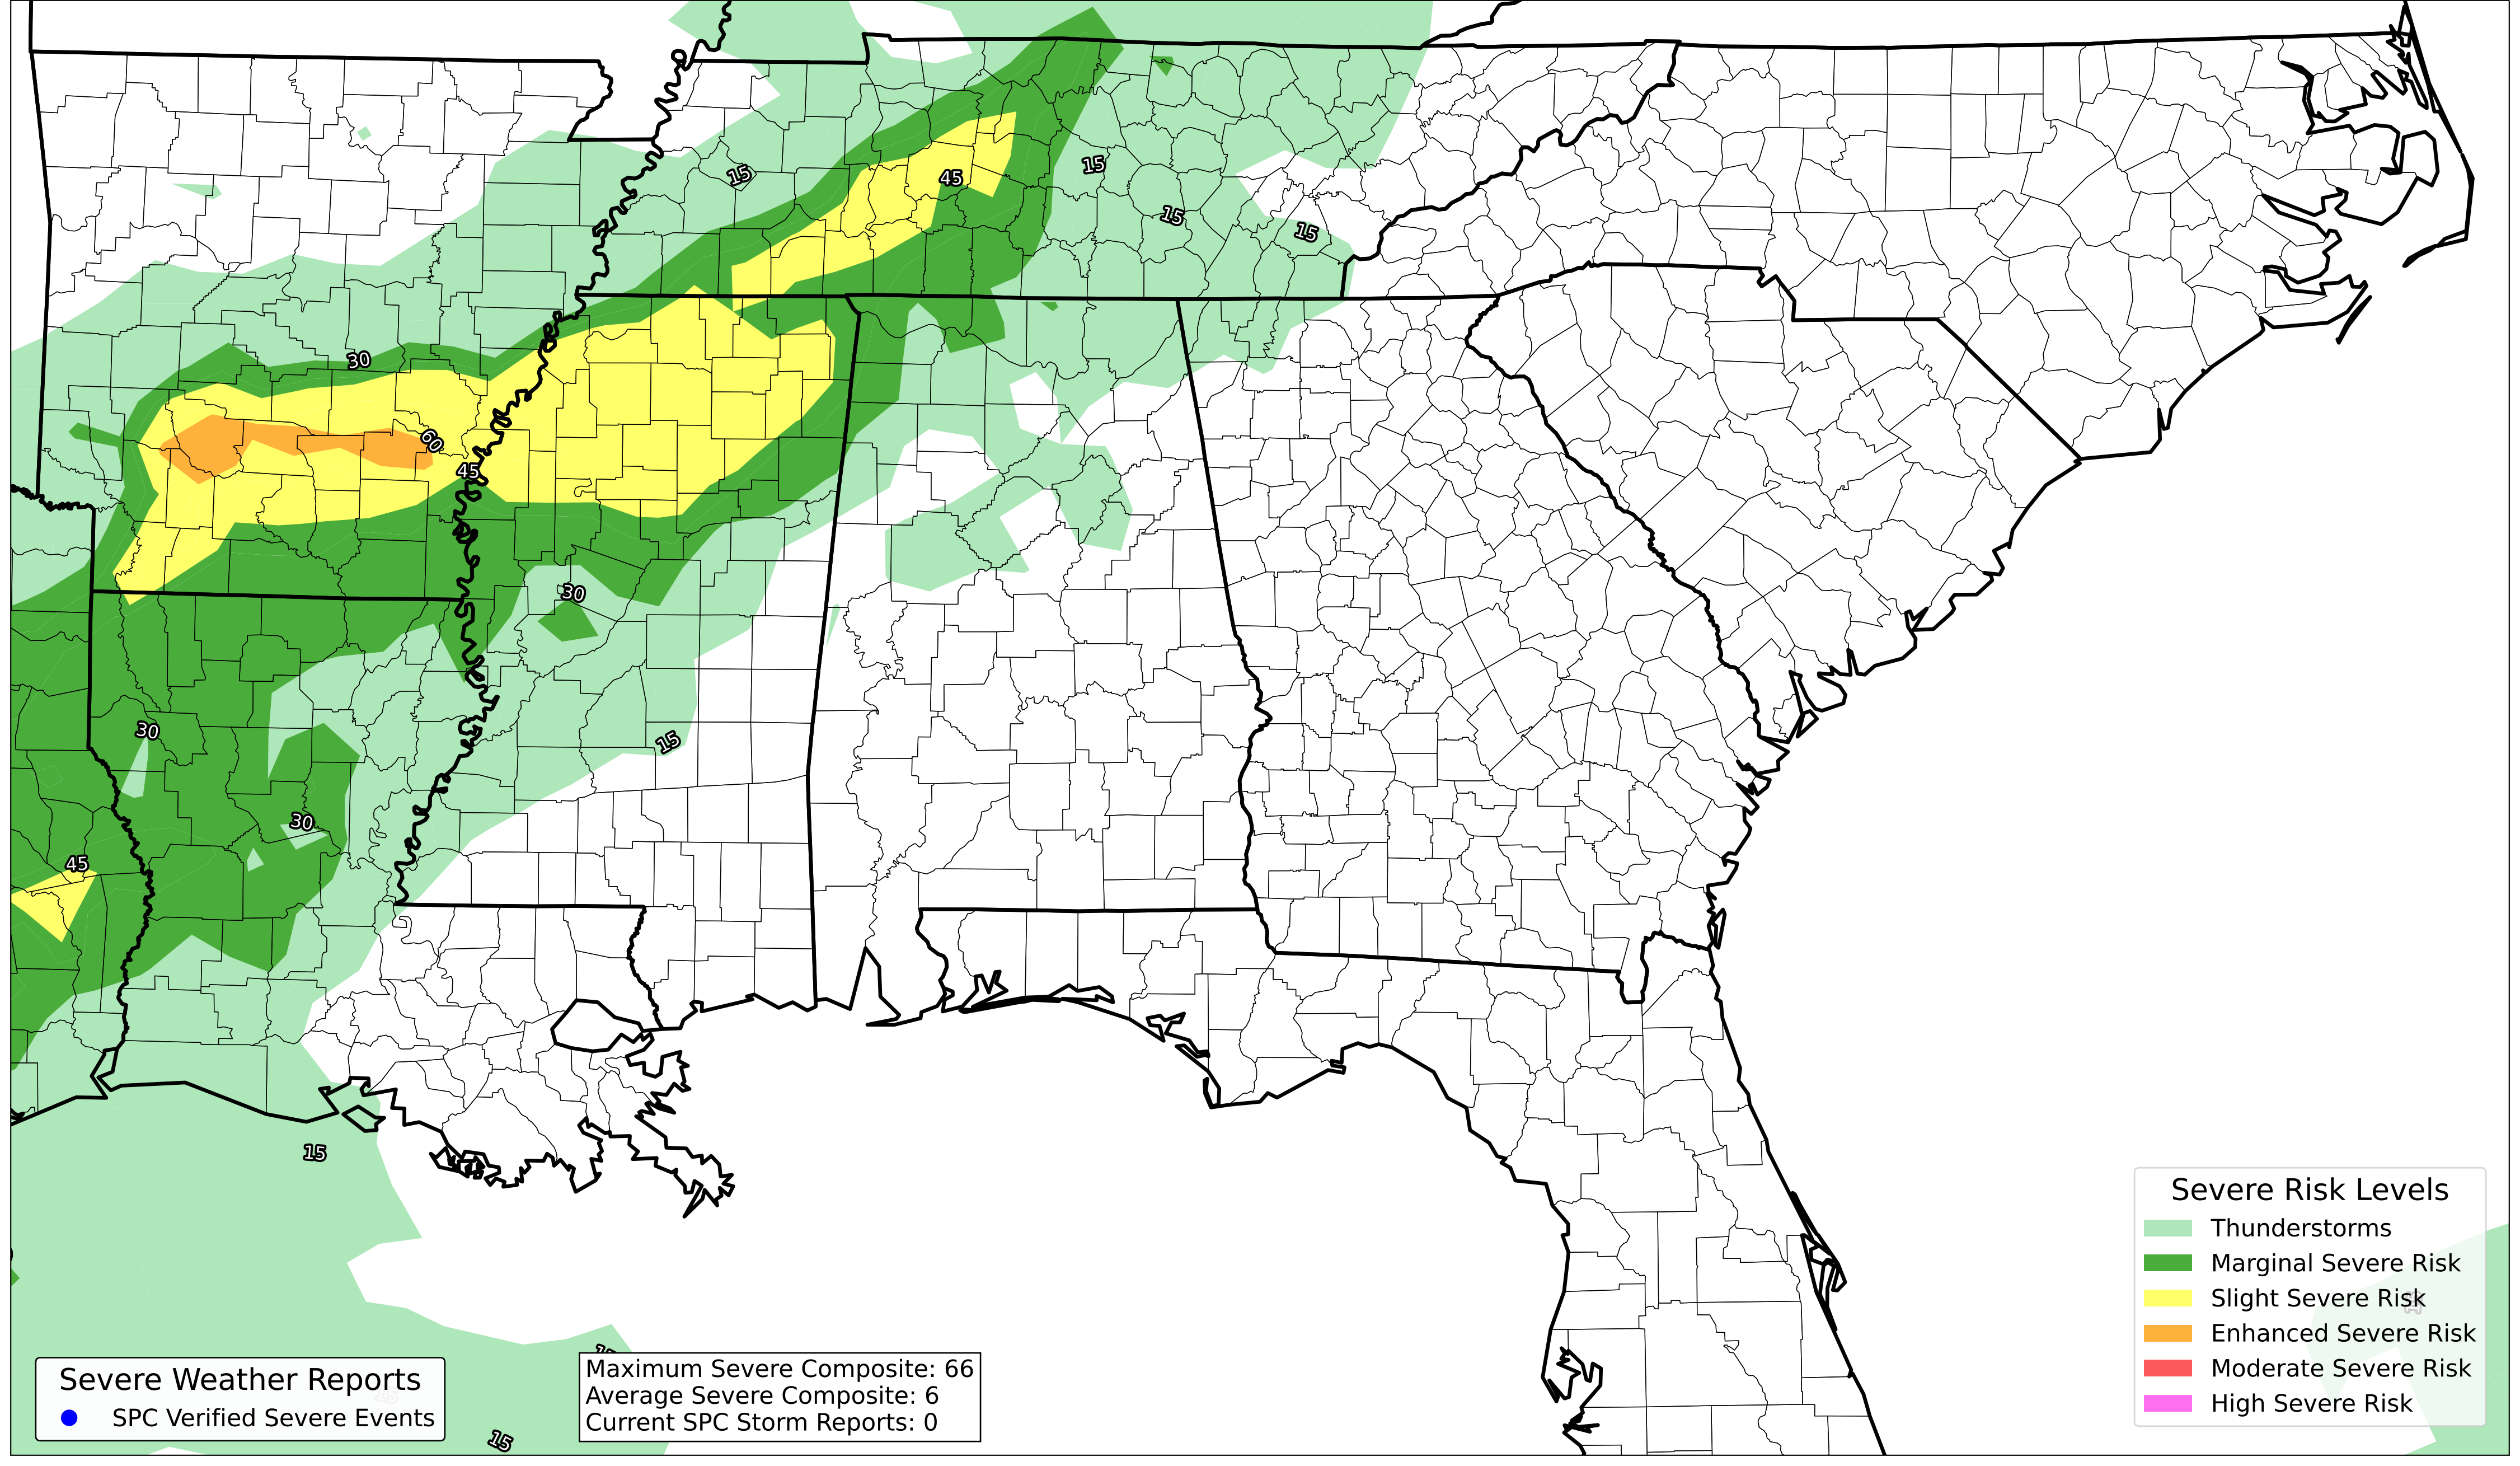 15
15
45
15
15
30
60
45
30
30
15
30
45
15
15
Severe Risk Levels
Thunderstorms
Marginal Severe Risk
Slight Severe Risk
Enhanced Severe Risk
Moderate Severe Risk
High Severe Risk
Severe Weather Reports
SPC Verified Severe Events
Maximum Severe Composite: 66
Average Severe Composite: 6
Current SPC Storm Reports: 0